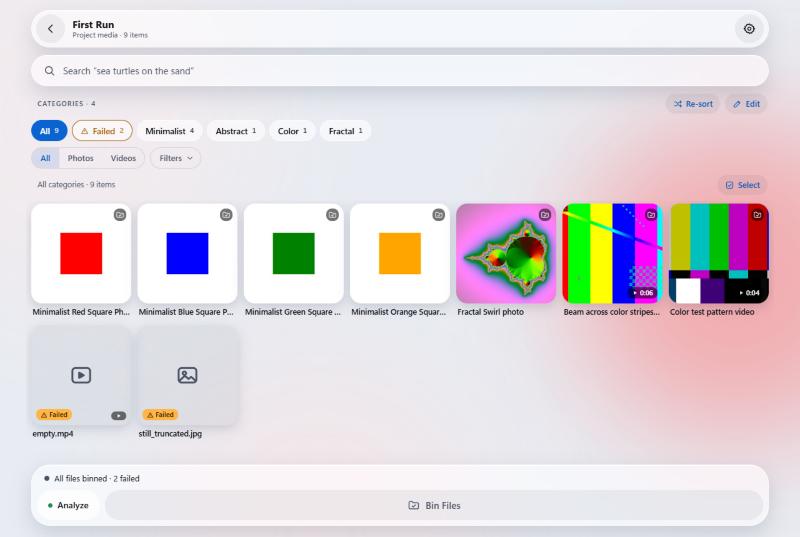 First Run
Project media · 9 items
Search "sea turtles on the sand"
CATEGORIES · 4
Re-sort
Edit
All 9
Failed 2
Minimalist 4
Abstract 1
Color 1
Fractal 1
All
Photos
Videos
Filters
All categories · 9 items
Select
0:06
0:04
Minimalist Red Square Ph...
Minimalist Blue Square P...
Minimalist Green Square ...
Minimalist Orange Squar...
Fractal Swirl photo
Beam across color stripes...
Color test pattern video
Failed
Failed
empty.mp4
still_truncated.jpg
All files binned · 2 failed
Analyze
Bin Files